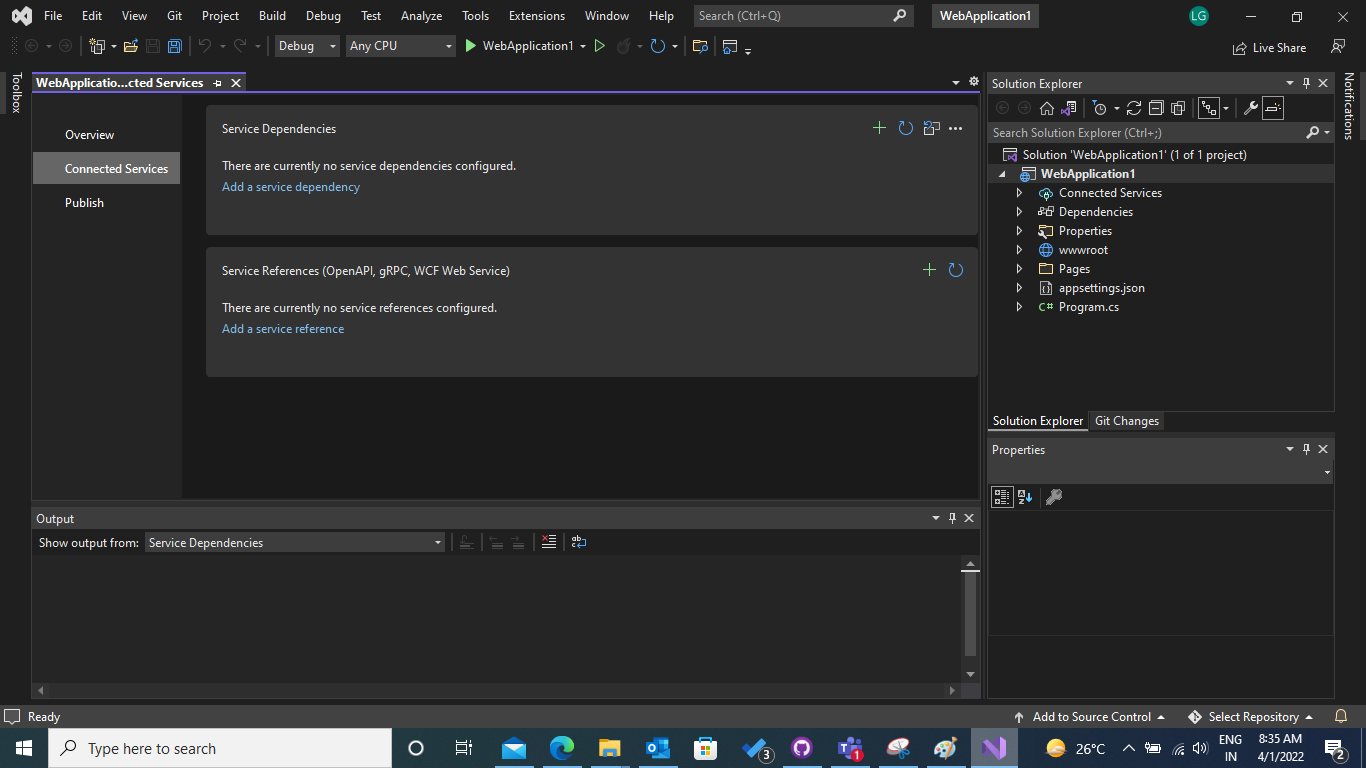 File Edit View Git Project Build Debug Test Analyze Tools Extensions Window Help Search (Ctrl+Q) WebApplication1 LG
Debug Any CPU WebApplication1 Live Share
Toolbox
WebApplicatio...cted Services
Overview
Connected Services
Publish
Service Dependencies
There are currently no service dependencies configured.
Add a service dependency
Service References (OpenAPI, gRPC, WCF Web Service)
There are currently no service references configured.
Add a service reference
Solution Explorer
Search Solution Explorer (Ctrl+;)
Solution 'WebApplication1' (1 of 1 project)
WebApplication1
Connected Services
Dependencies
Properties
wwwroot
Pages
appsettings.json
C# Program.cs
Solution Explorer Git Changes
Notifications
Properties
Output
Show output from: Service Dependencies
Ready Add to Source Control Select Repository
Type here to search 3 1 26°C ENG IN 8:35 AM 4/1/2022 2